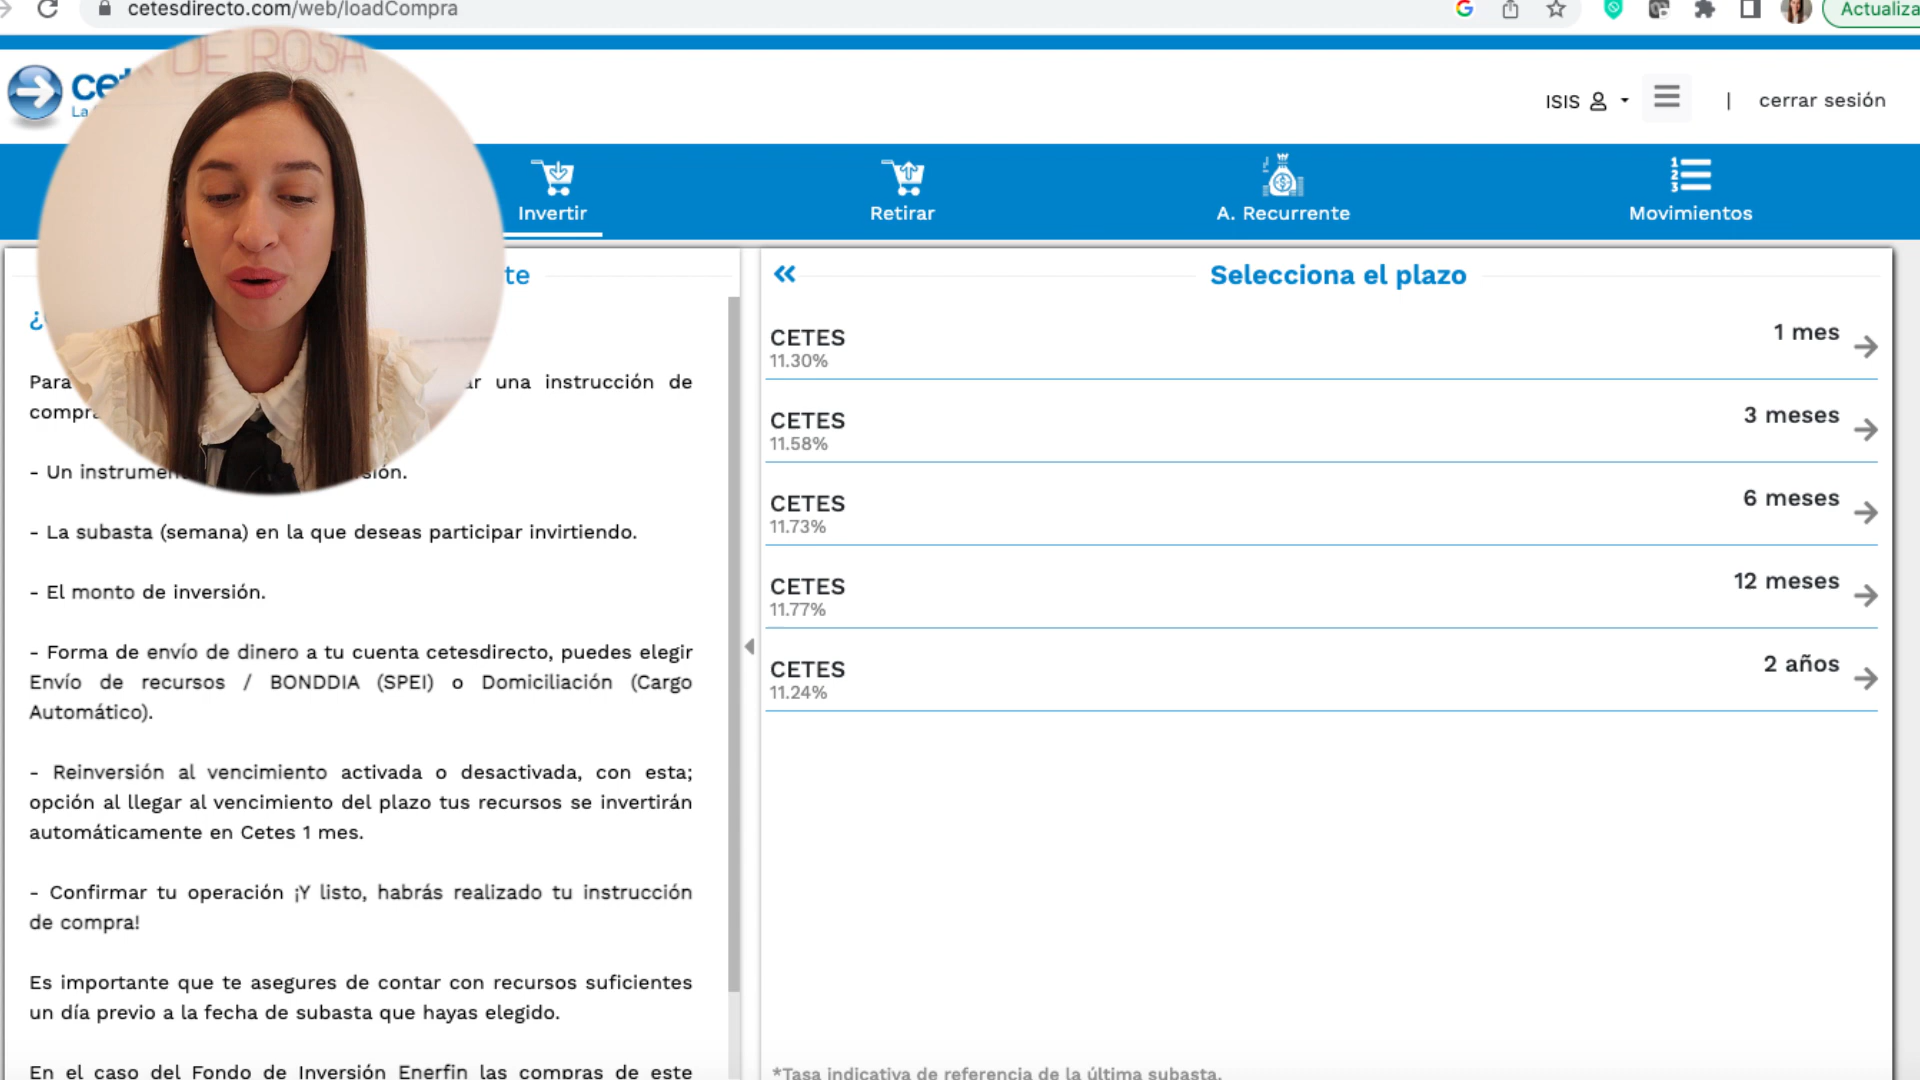 cetesdirecto.com/web/loadCompra
Actualiza
DE ROSA
ce
La
ISIS
|
cerrar sesión
Invertir
Retirar
A. Recurrente
Movimientos
te
¿
Para
ar una instrucción de
compra
- Un instrumen
sión.
- La subasta (semana) en la que deseas participar invirtiendo.
- El monto de inversión.
- Forma de envío de dinero a tu cuenta cetesdirecto, puedes elegir
Envío de recursos / BONDDIA (SPEI) o Domiciliación (Cargo
Automático).
- Reinversión al vencimiento activada o desactivada, con esta;
opción al llegar al vencimiento del plazo tus recursos se invertirán
automáticamente en Cetes 1 mes.
- Confirmar tu operación ¡Y listo, habrás realizado tu instrucción
de compra!
Es importante que te asegures de contar con recursos suficientes
un día previo a la fecha de subasta que hayas elegido.
En el caso del Fondo de Inversión Enerfin las compras de este
Selecciona el plazo
CETES
1 mes
11.30%
CETES
3 meses
11.58%
CETES
6 meses
11.73%
CETES
12 meses
11.77%
CETES
2 años
11.24%
*Tasa indicativa de referencia de la última subasta.